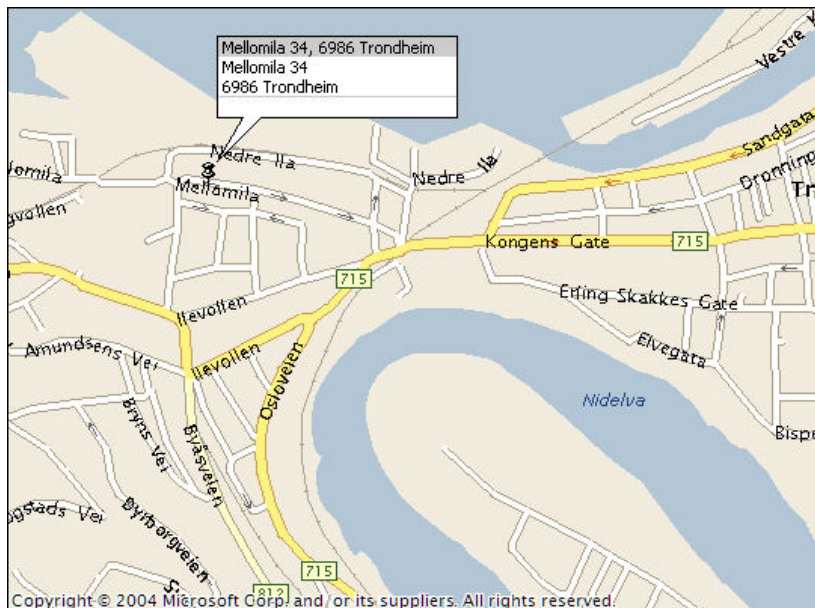 Mellomila 34, 6986 Trondheim
Mellomila 34
6986 Trondheim
Vestre
Sandgata
Dronning
Nedre Ila
Nedre Ila
Mellomila
Kongens Gate
715
715
Erling Skakkes Gate
Ilevollen
Elvegata
Amundsens Vei
Ilevollen
Osloveien
Nidelva
Bispe
Bryns Vei
Byåsveien
Dyrborgveien
715
812
Copyright © 2004 Microsoft Corp. and/or its suppliers. All rights reserved.